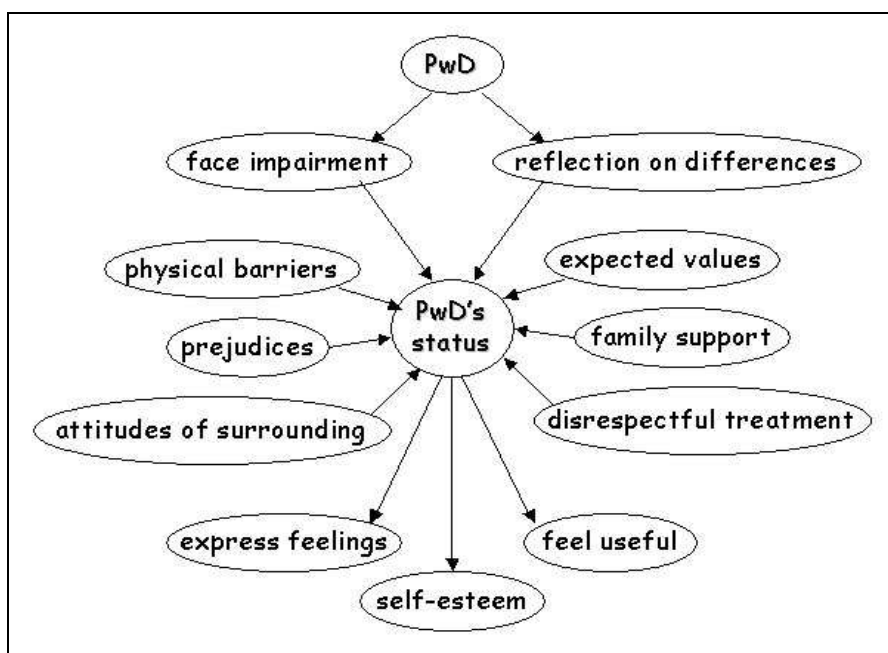 PwD
face impairment
reflection on differences
physical barriers
expected values
PwD's
status
prejudices
family support
attitudes of surrounding
disrespectful treatment
express feelings
feel useful
self-esteem